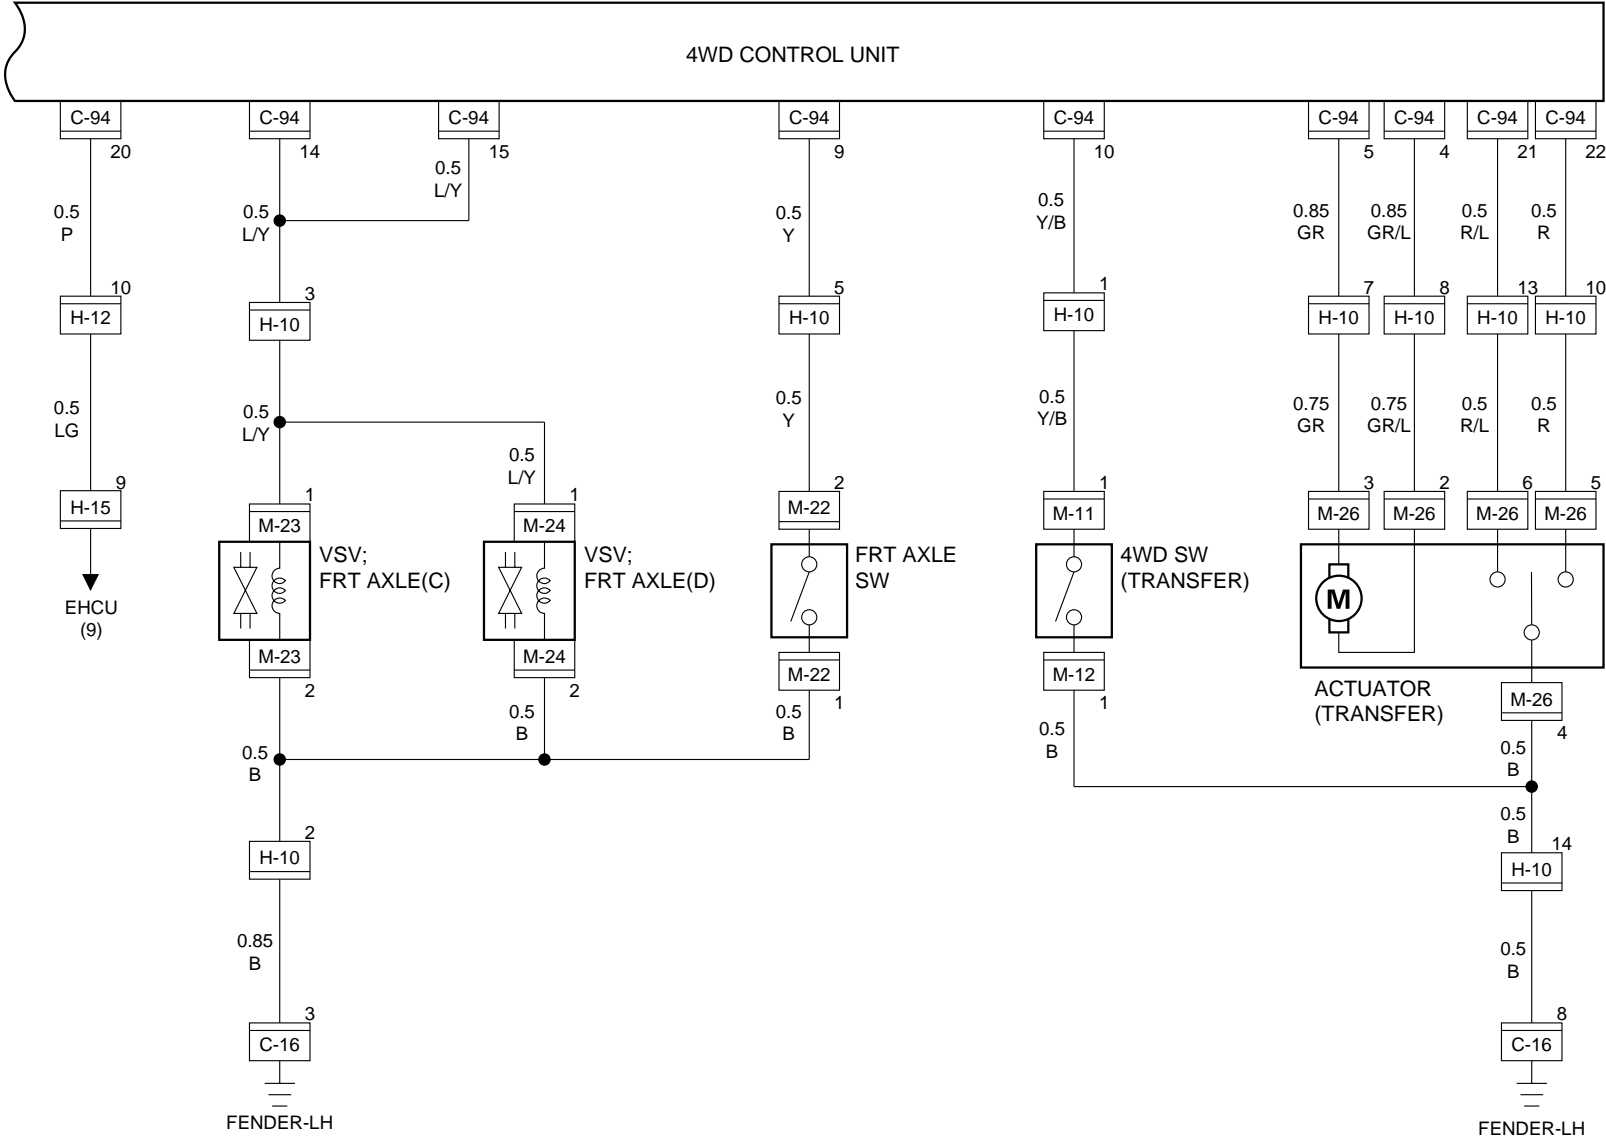 4WD CONTROL UNIT
C-94 C-94 C-94 C-94 C-94 C-94 C-94 C-94 C-94
20 14 15 9 10 5 4 21 22
0.5 L/Y
0.5 0.5 0.5 0.5 0.85 0.85 0.5 0.5
P L/Y Y Y/B GR GR/L R/L R
10 3 5 1 7 8 13 10
H-12 H-10 H-10 H-10 H-10 H-10 H-10 H-10
0.5 0.5 0.5 0.5 0.75 0.75 0.5 0.5
LG L/Y Y Y/B GR GR/L R/L R
0.5
L/Y
9 1 1 2 1 3 2 6 5
H-15 M-23 M-24 M-22 M-11 M-26 M-26 M-26 M-26
VSV; VSV; FRT AXLE 4WD SW
FRT AXLE(C) FRT AXLE(D) SW (TRANSFER)
M
EHCU
(9)
M-23 M-24 M-22 M-12
2 2 1 1
ACTUATOR
(TRANSFER)
M-26
4
0.5 0.5 0.5 0.5
B B B B
0.5
B
0.5
B
2 14
H-10 H-10
0.85 0.5
B B
3 8
C-16 C-16
FENDER-LH FENDER-LH